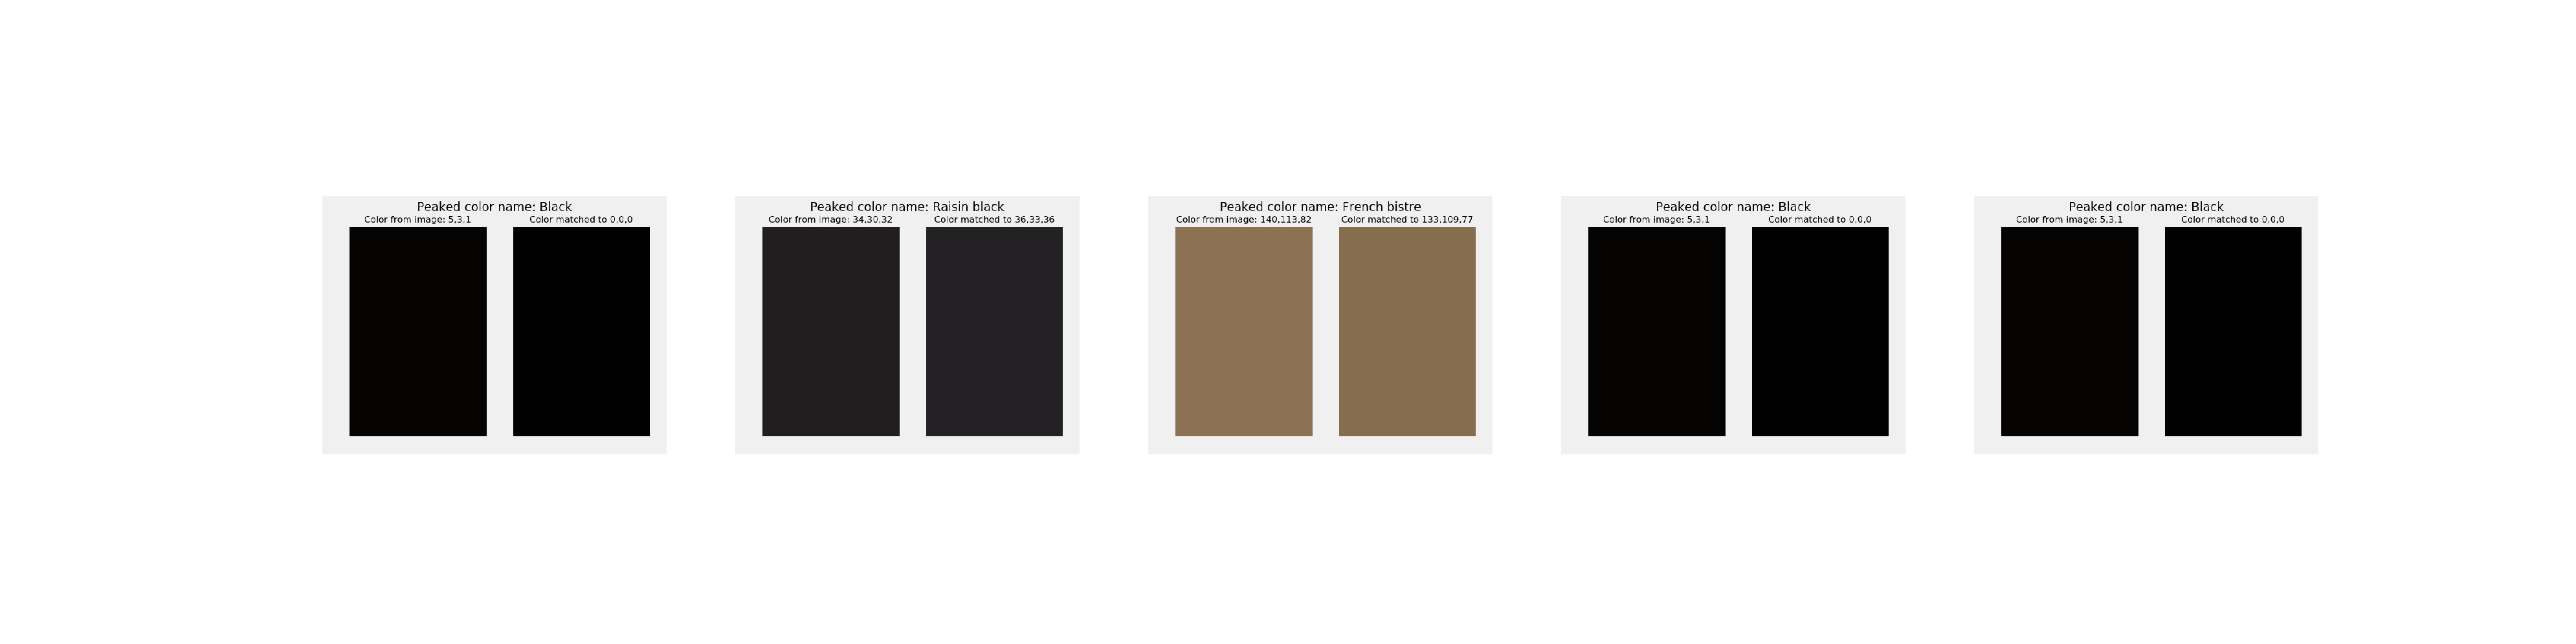 Peaked color name: Black
Color from image: 5,3,1
Color matched to 0,0,0
Peaked color name: Raisin black
Color from image: 34,30,32
Color matched to 36,33,36
Peaked color name: French bistre
Color from image: 140,113,82
Color matched to 133,109,77
Peaked color name: Black
Color from image: 5,3,1
Color matched to 0,0,0
Peaked color name: Black
Color from image: 5,3,1
Color matched to 0,0,0